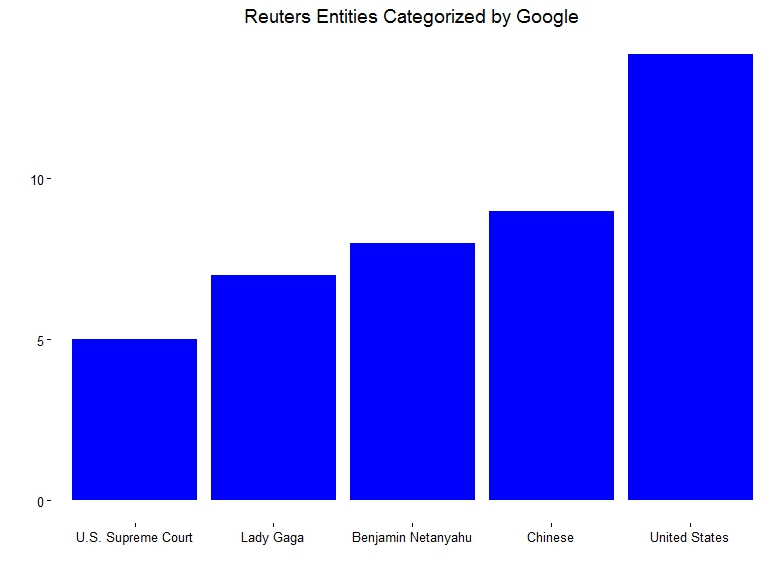 Reuters Entities Categorized by Google
10
5
0
U.S. Supreme Court Lady Gaga Benjamin Netanyahu Chinese United States